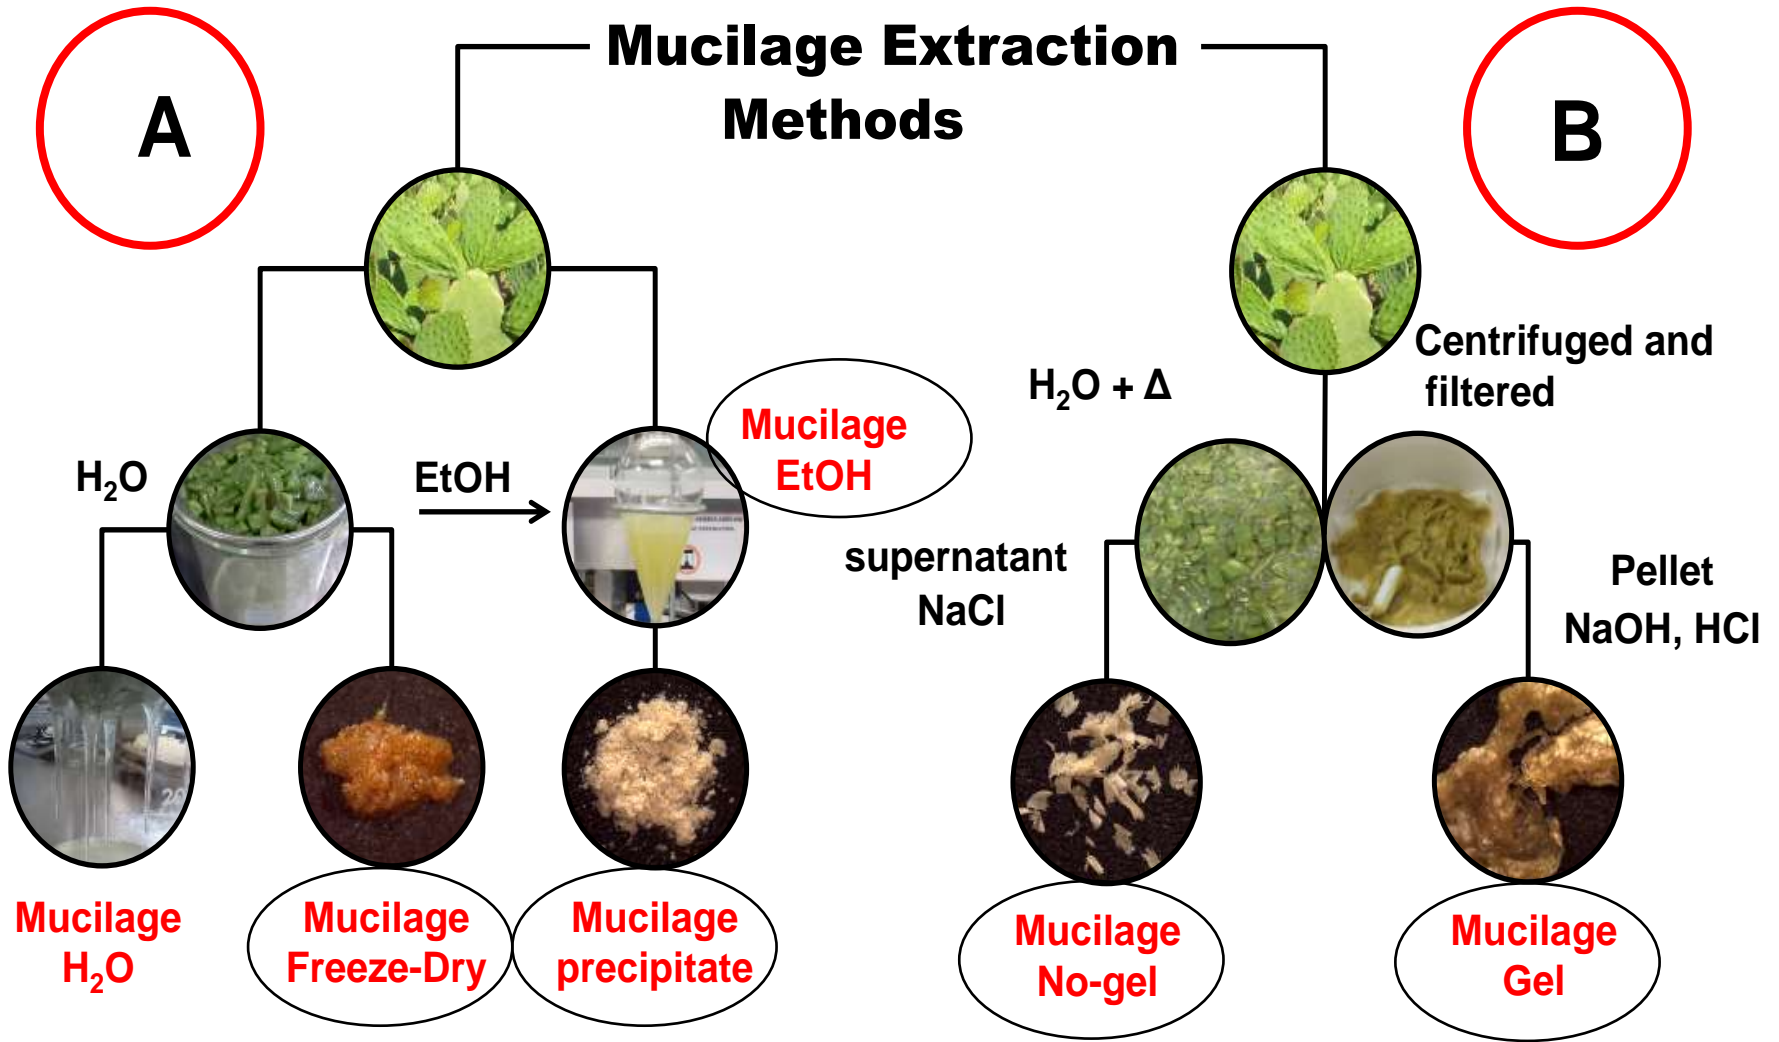 Mucilage Extraction
Methods
A
B
Centrifuged and
filtered
H₂O + Δ
Mucilage
EtOH
H₂O
EtOH
supernatant
NaCl
Pellet
NaOH, HCl
Mucilage
H₂O
Mucilage
Freeze-Dry
Mucilage
precipitate
Mucilage
No-gel
Mucilage
Gel